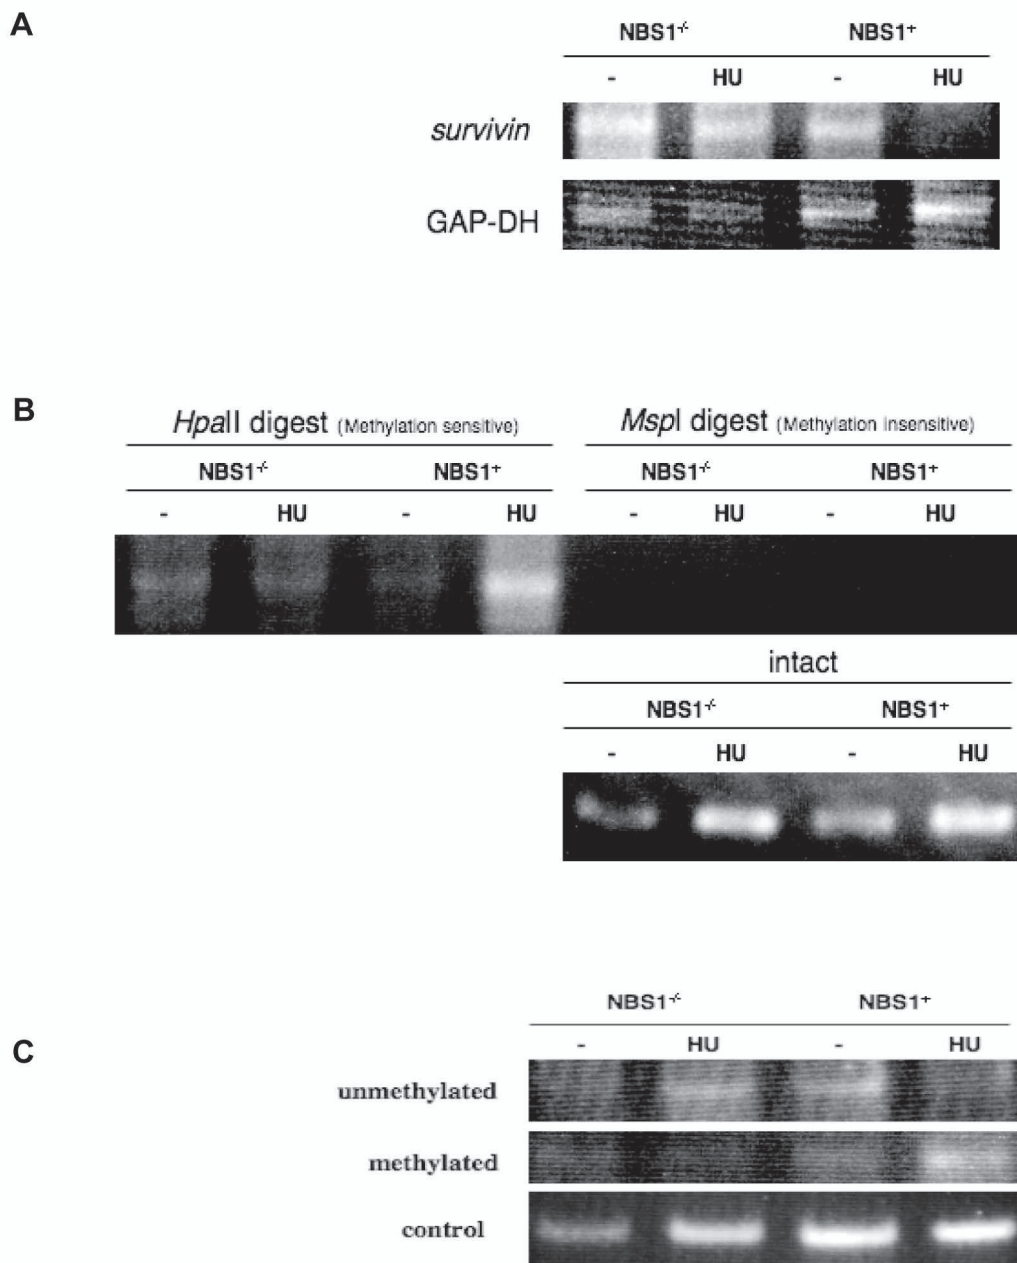 A
NBS1-/- NBS1+
- HU - HU
survivin
GAP-DH
B
HpaII digest (Methylation sensitive) MspI digest (Methylation insensitive)
NBS1-/- NBS1+ NBS1-/- NBS1+
- HU - HU - HU - HU
intact
NBS1-/- NBS1+
- HU - HU
C
NBS1-/- NBS1+
- HU - HU
unmethylated
methylated
control